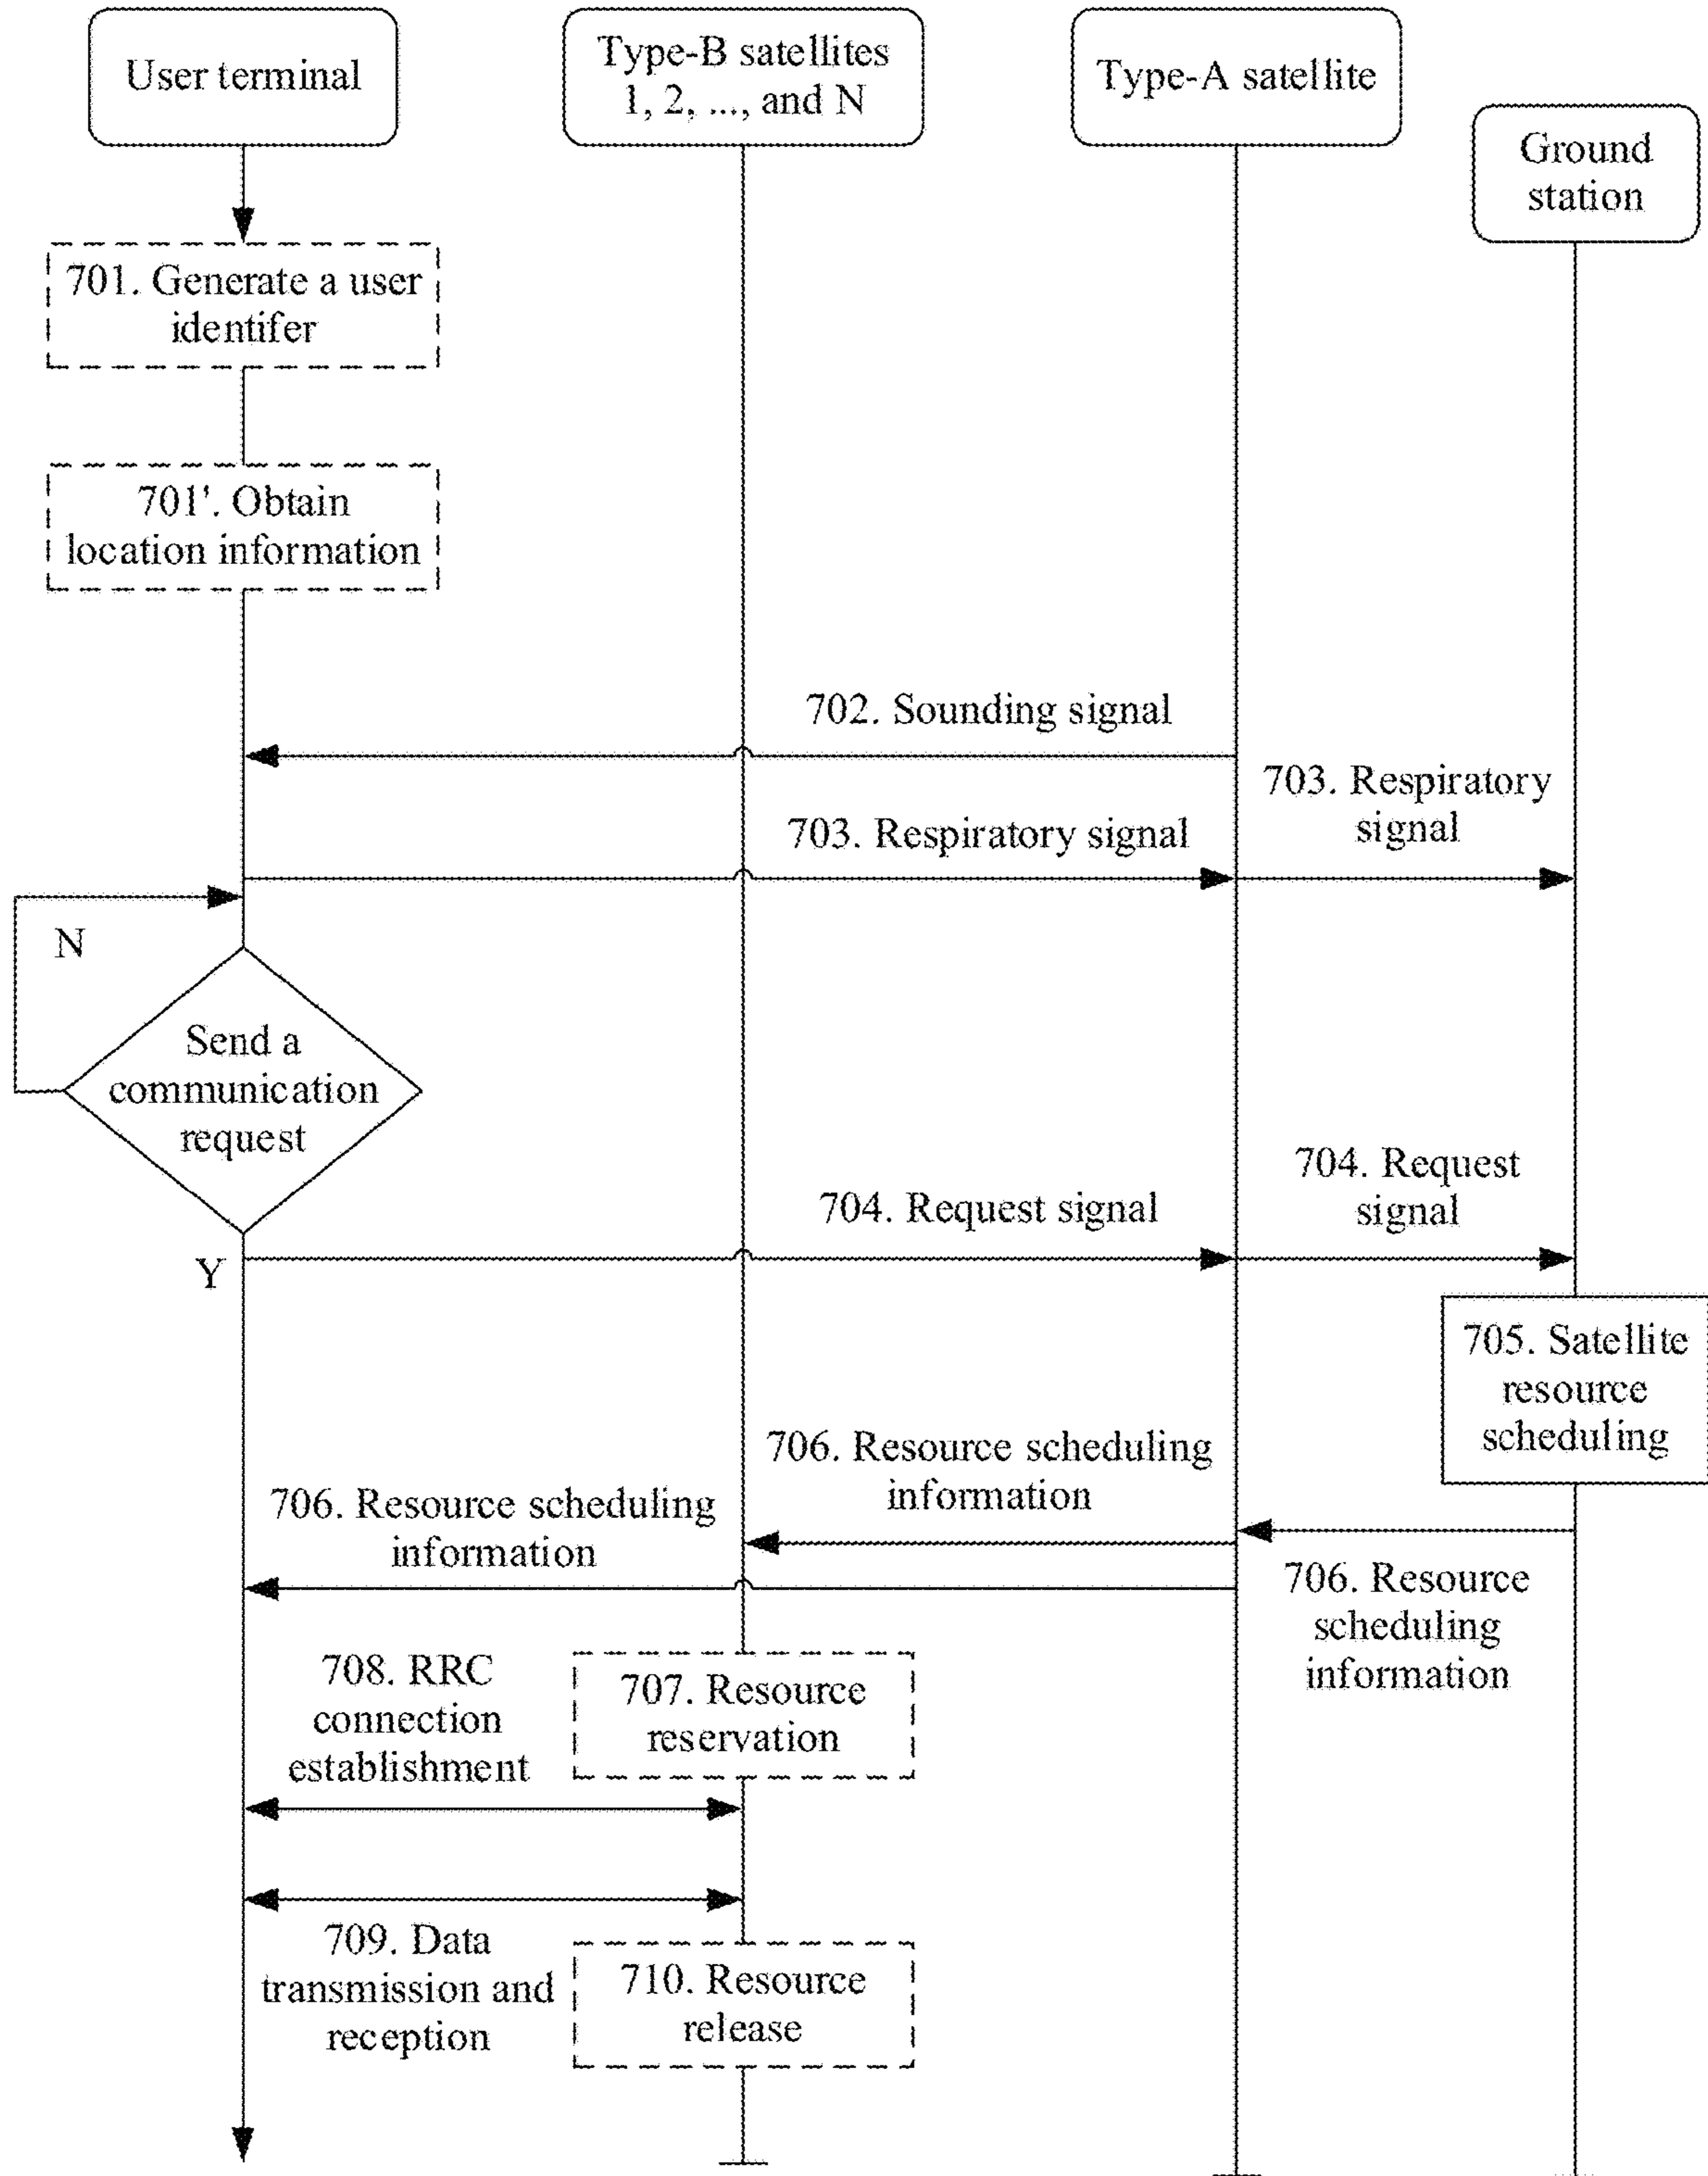 User terminal
Type-B satellites
1, 2, ..., and N
Type-A satellite
Ground
station
701. Generate a user
identifer
701'. Obtain
location information
702. Sounding signal
703. Respiratory signal
703. Respiratory
signal
N
Send a
communication
request
Y
704. Request signal
704. Request
signal
705. Satellite
resource
scheduling
706. Resource scheduling
information
706. Resource scheduling
information
706. Resource
scheduling
information
707. Resource
reservation
708. RRC
connection
establishment
709. Data
transmission and
reception
710. Resource
release